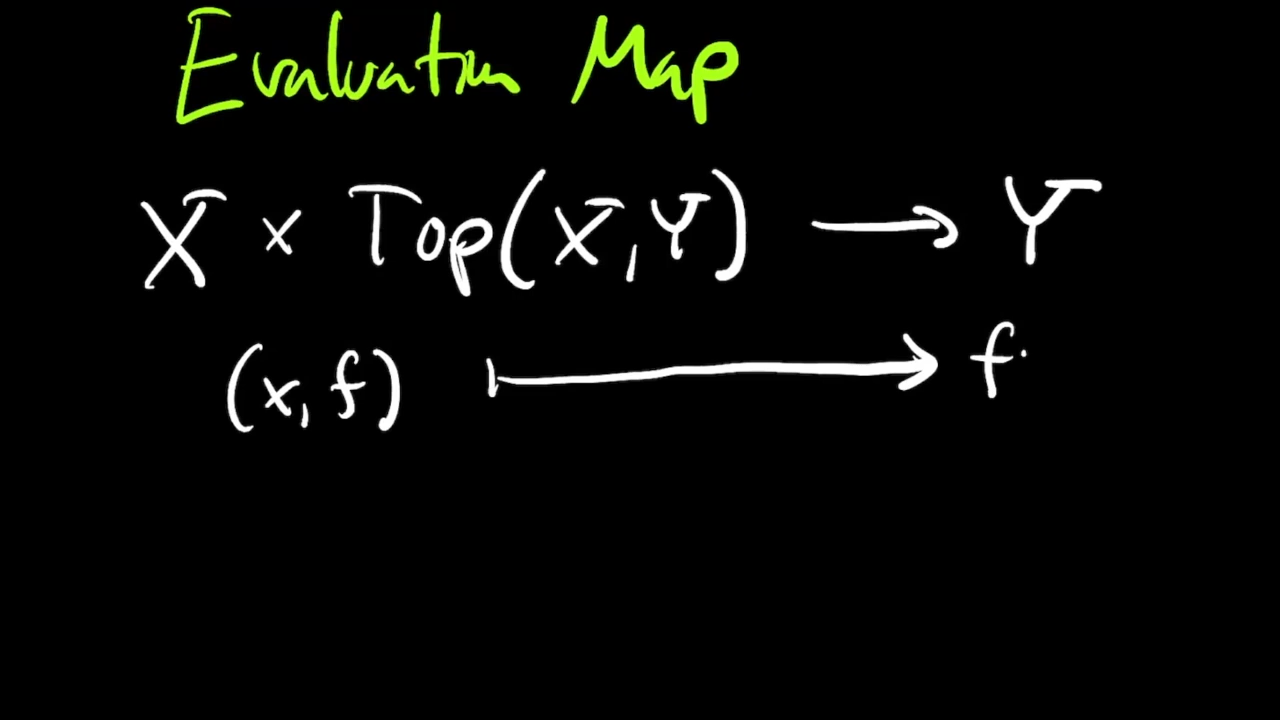 Evaluation Map
X × Top(X,Y) → Y
(x,f) ↦ f